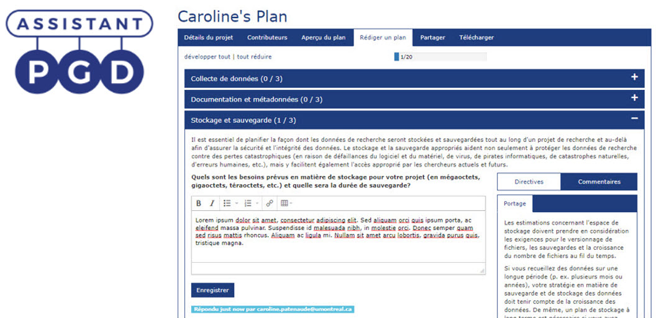 ASSISTANT
PGD
Caroline's Plan
Détails du projet Contributeurs Aperçu du plan Rédiger un plan Partager Télécharger
développer tout | tout réduire 1/20
Collecte de données (0 / 3) +
Documentation et métadonnées (0 / 3) +
Stockage et sauvegarde (1 / 3) −
Il est essentiel de planifier la façon dont les données de recherche seront stockées et sauvegardées tout au long d'un projet de recherche et au-delà
afin d'assurer la sécurité et l'intégrité des données. Le stockage et la sauvegarde appropriés aident non seulement à protéger les données de recherche
contre des pertes catastrophiques (en raison de défaillances du logiciel et du matériel, de virus, de pirates informatiques, de catastrophes naturelles,
d'erreurs humaines, etc.), mais y facilitent également l'accès approprié par les chercheurs actuels et futurs.
Quels sont les besoins prévus en matière de stockage pour votre projet (en mégaoctets,
gigaoctets, téraoctets, etc.) et quelle sera la durée de sauvegarde?
B I
Lorem ipsum dolor sit amet, consectetur adipiscing elit. Sed aliquam orci quis ipsum porta, ac
eleifend massa pulvinar. Suspendisse id malesuada nibh, in molestie orci. Donec semper quam
sed risus mattis rhoncus. Aliquam ac ligula mi. Nullam sit amet arcu lobortis, gravida purus quis,
tristique magna.
Enregistrer
Répondu just now par caroline.patenaude@umontreal.ca
Directives Commentaires
Portage
Les estimations concernant l'espace de
stockage doivent prendre en considération
les exigences pour le versionnage de
fichiers, les sauvegardes et la croissance
du nombre de fichiers au fil du temps.
Si vous recueillez des données sur une
longue période (p. ex. plusieurs mois ou
années), votre stratégie en matière de
sauvegarde et de stockage des données
doit tenir compte de la croissance des
données. De même, un plan de stockage à